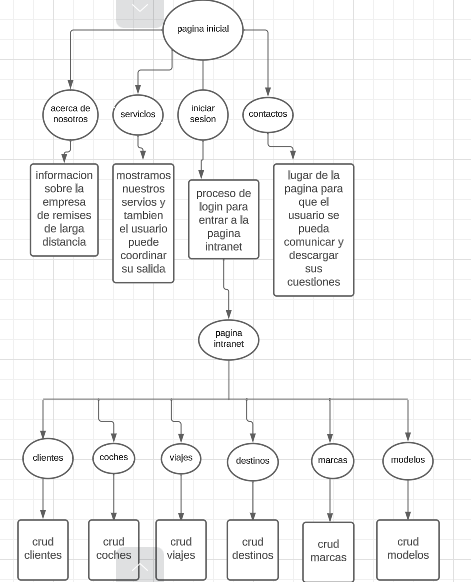 pagina inicial
acerca de
nosotros
servicios
iniciar
sesion
contactos
informacion
sobre la
empresa
de remises
de larga
distancia
mostramos
nuestros
servios y
tambien
el usuario
puede
coordinar
su salida
proceso de
login para
entrar a la
pagina
intranet
lugar de la
pagina para
que el
usuario se
pueda
comunicar y
descargar
sus
cuestiones
pagina
intranet
clientes
coches
viajes
destinos
marcas
modelos
crud
clientes
crud
coches
crud
viajes
crud
destinos
crud
marcas
crud
modelos